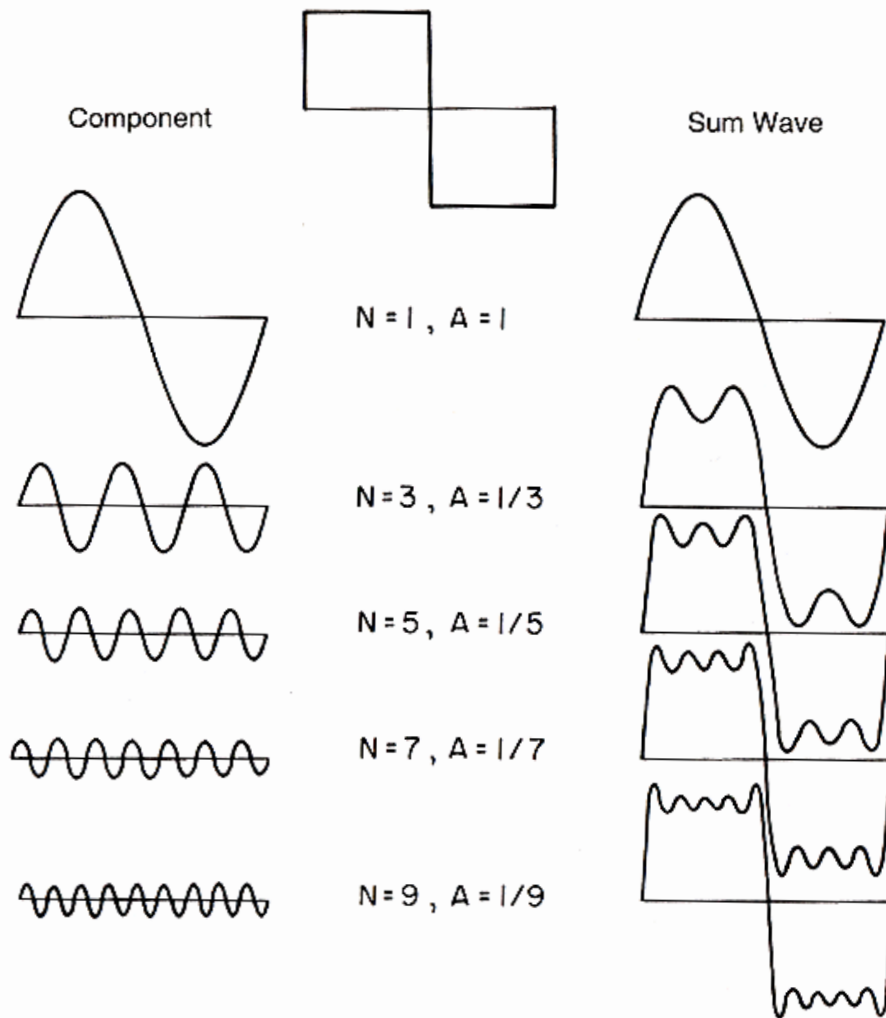 Component
Sum Wave
N=1, A=1
N=3, A=1/3
N=5, A=1/5
N=7, A=1/7
N=9, A=1/9